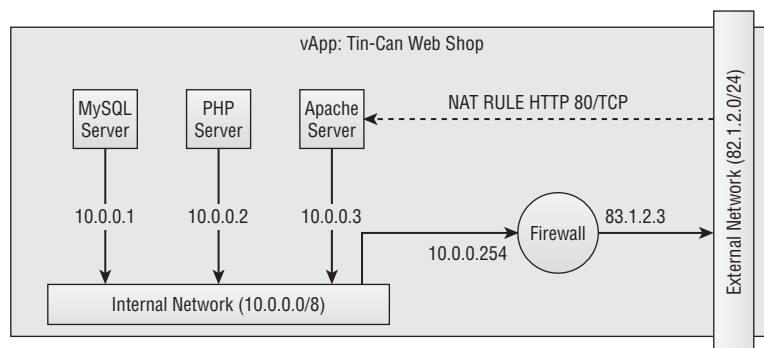 vApp: Tin-Can Web Shop
MySQL
Server
PHP
Server
Apache
Server
NAT RULE HTTP 80/TCP
10.0.0.1
10.0.0.2
10.0.0.3
10.0.0.254
Firewall
83.1.2.3
Internal Network (10.0.0.0/8)
External Network (82.1.2.0/24)